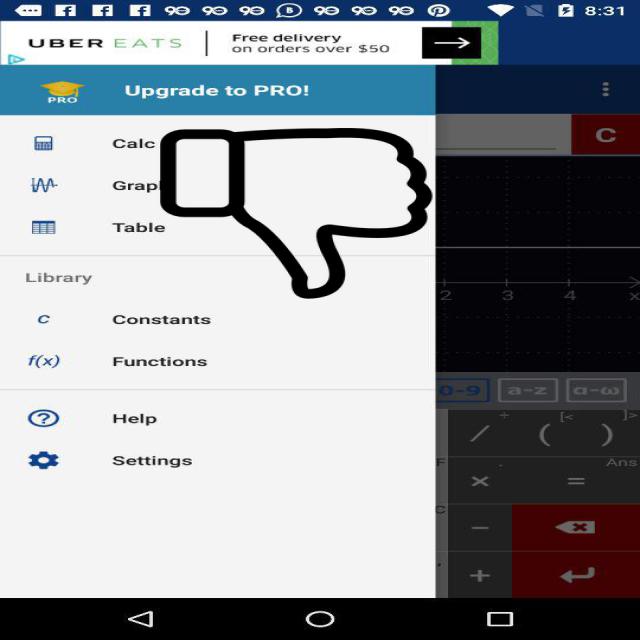 8:31
UBER EATS
Free delivery
on orders over $50
PRO
Upgrade to PRO!
C
Calc
Graph
Table
Library
2 3 4 x
c Constants
f(x) Functions
0-9 a-z α-ω
Help
÷ [< ]>
/ ( )
Settings
F Ans
× =
C
−
+